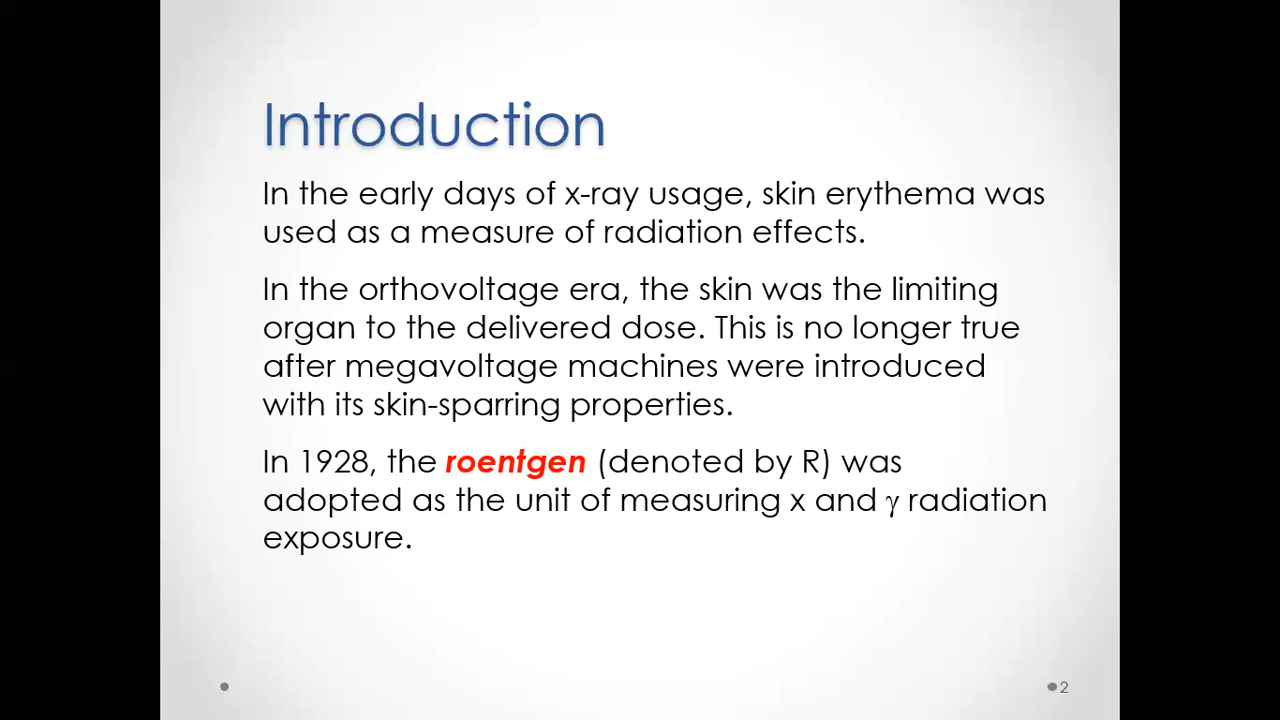 Introduction
In the early days of x-ray usage, skin erythema was
used as a measure of radiation effects.
In the orthovoltage era, the skin was the limiting
organ to the delivered dose. This is no longer true
after megavoltage machines were introduced
with its skin-sparring properties.
In 1928, the roentgen (denoted by R) was
adopted as the unit of measuring x and γ radiation
exposure.
2